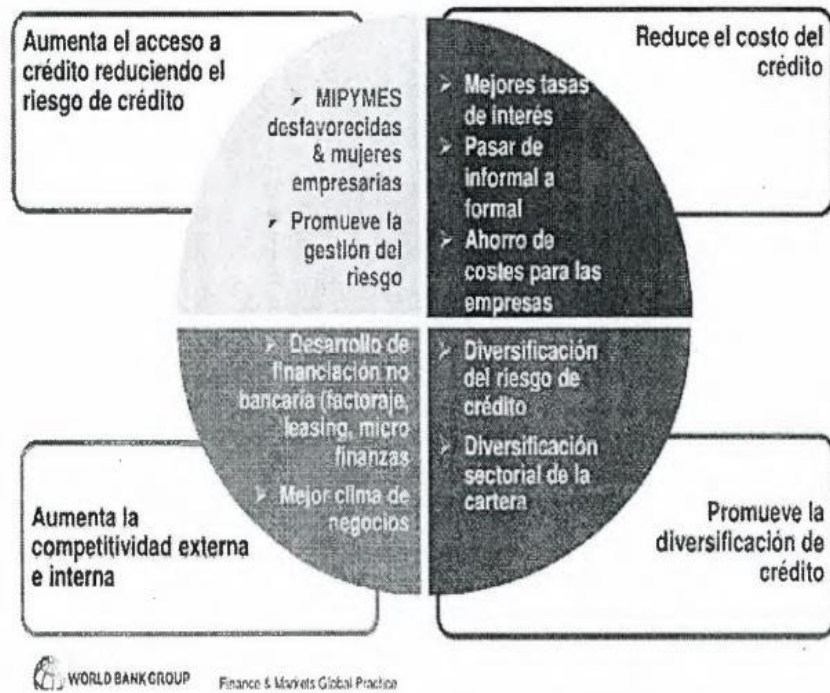 Aumenta el acceso a
crédito reduciendo el
riesgo de crédito
➢ MIPYMES
desfavorecidas
& mujeres
empresarias
➢ Promueve la
gestión del
riesgo
Reduce el costo del
crédito
➢ Mejores tasas
de interés
➢ Pasar de
informal a
formal
➢ Ahorro de
costes para las
empresas
➢ Desarrollo de
financiación no
bancaria (factoraje,
leasing, micro
finanzas
➢ Mejor clima de
negocios
Aumenta la
competitividad externa
e interna
➢ Diversificación
del riesgo de
crédito
➢ Diversificación
sectorial de la
cartera
Promueve la
diversificación de
crédito
WORLD BANK GROUP Finance & Markets Global Practice